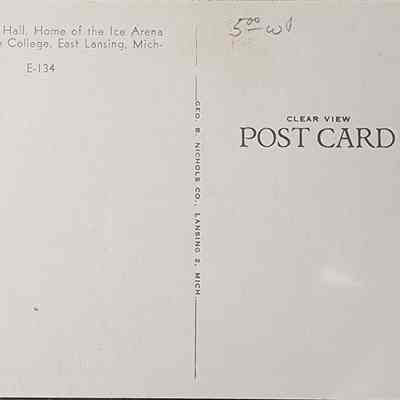 Hall, Home of the Ice Arena
College, East Lansing, Mich-
E-134
GEO. B. NICHOLS CO., LANSING 2, MICH.
5.00
CLEAR VIEW
POST CARD